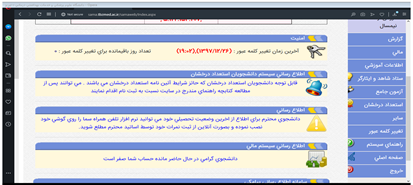 نیمسال
امنیت
گزارش
آخرین زمان تغییر کلمه عبور : (۱۳۹۷/۱۲/۲۶) (۱۹:۰۲)
تعداد روز باقیمانده برای تغییر کلمه عبور : ۰
مالی
اطلاعات آموزشی
اطلاع رسانی سیستم دانشجویان استعداد درخشان
ستاد شاهد و ایثارگر
قابل توجه دانشجویان استعداد درخشان که حائز شرایط آئین نامه استعداد درخشان می باشند . می توانند پس از
آزمون جامع
مطالعه کتابچه راهنمای مندرج در سایت نسبت به ثبت نام اقدام نمایند
استعداد درخشان
اطلاع رسانی
سایر
دانشجوی محترم برای اطلاع از آخرین وضعیت تحصیلی خود می توانید نرم افزار تلفن همراه سما را روی گوشی خود
تغییر کلمه عبور
نصب نموده و بصورت آنلاین از ثبت نمرات خود توسط اساتید محترم مطلع شوید.
راهنمای سیستم
اطلاع رسانی سیستم مالی
صفحه اصلی
دانشجوی گرامی در حال حاضر مانده حساب شما صفر است
خروج